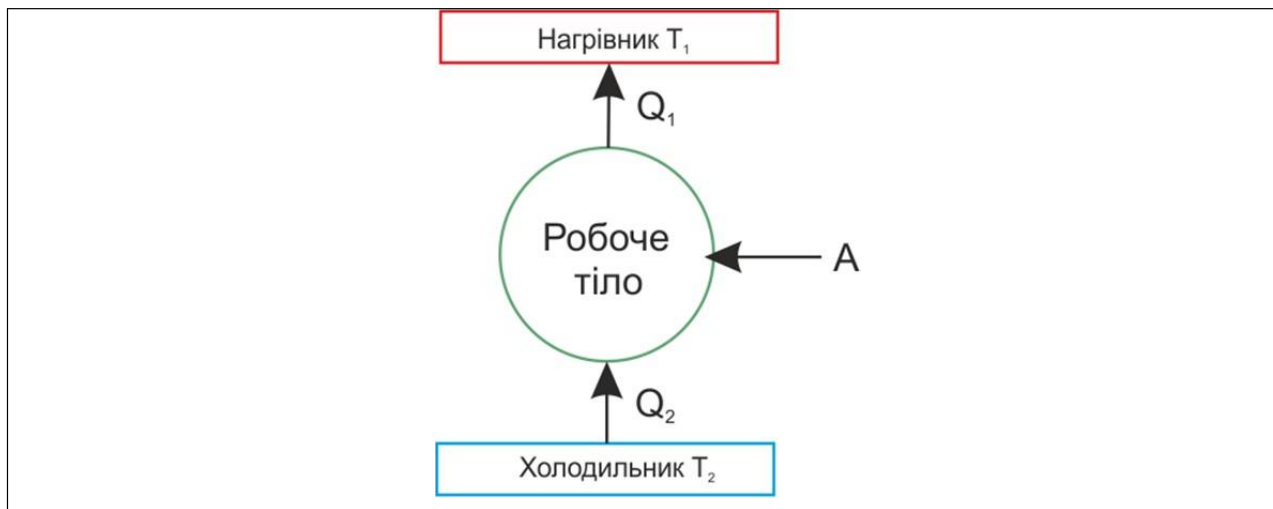 Нагрівник T₁
Q₁
Робоче
тіло
A
Q₂
Холодильник T₂